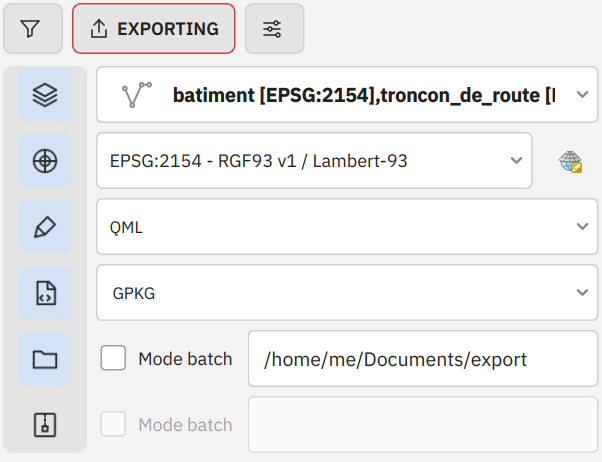 EXPORTING
batiment [EPSG:2154],troncon_de_route [
EPSG:2154 - RGF93 v1 / Lambert-93
QML
GPKG
Mode batch /home/me/Documents/export
Mode batch